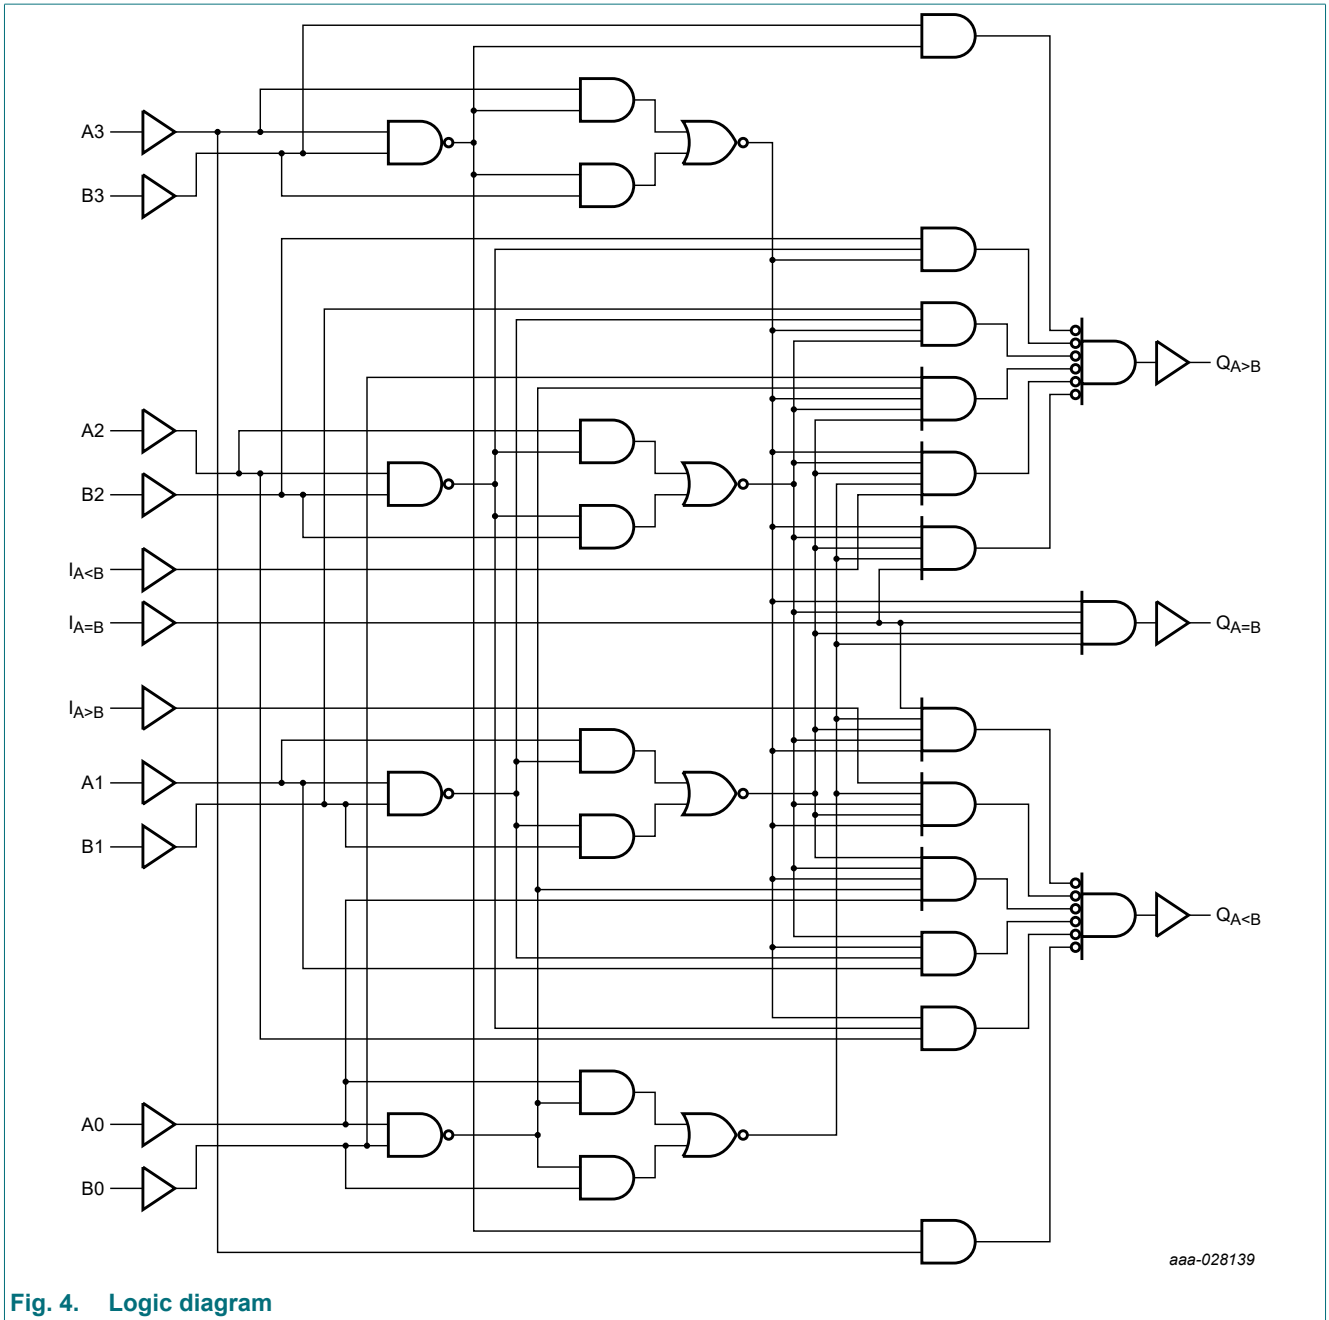 A3
B3
A2
B2
IA<B
IA=B
IA>B
A1
B1
A0
B0
QA>B
QA=B
QA<B
aaa-028139
Fig. 4. Logic diagram